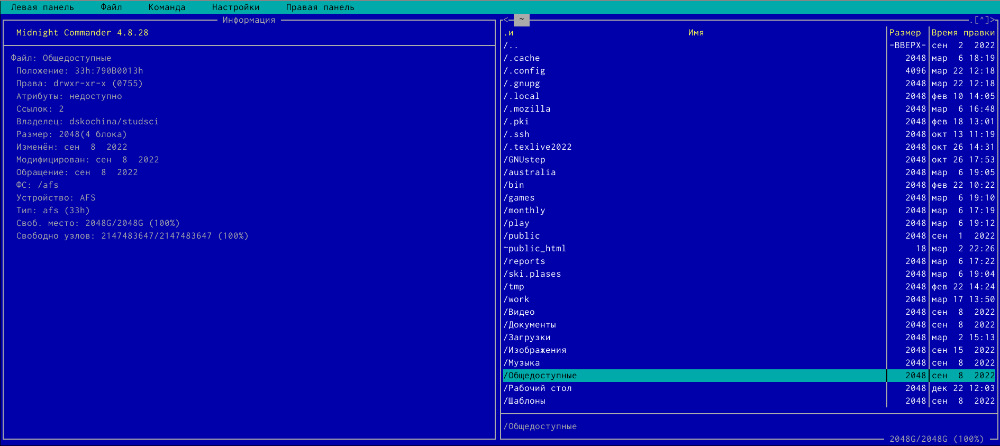 Левая панель Файл Команда Настройки Правая панель
Информация
Midnight Commander 4.8.28
Файл: Общедоступные
Положение: 33h:790B0013h
Права: drwxr-xr-x (0755)
Атрибуты: недоступно
Ссылок: 2
Владелец: dskochina/studsci
Размер: 2048(4 блока)
Изменён: сен 8 2022
Модифицирован: сен 8 2022
Обращение: сен 8 2022
ФС: /afs
Устройство: AFS
Тип: afs (33h)
Своб. место: 2048G/2048G (100%)
Свободно узлов: 2147483647/2147483647 (100%)
<- ~ .[^]>
.и Имя Размер Время правки
/.. -ВВЕРХ- сен 2 2022
/.cache 2048 мар 6 18:19
/.config 4096 мар 22 12:18
/.gnupg 2048 мар 22 12:18
/.local 2048 фев 10 14:05
/.mozilla 2048 мар 6 16:48
/.pki 2048 фев 18 13:01
/.ssh 2048 окт 13 11:19
/.texlive2022 2048 окт 26 14:31
/GNUstep 2048 окт 26 17:53
/australia 2048 мар 6 19:05
/bin 2048 фев 22 10:22
/games 2048 мар 6 19:10
/monthly 2048 мар 6 17:19
/play 2048 мар 6 19:12
/public 2048 сен 1 2022
~public_html 18 мар 2 22:26
/reports 2048 мар 6 17:22
/ski.plases 2048 мар 6 19:04
/tmp 2048 фев 22 14:24
/work 2048 мар 17 13:50
/Видео 2048 сен 8 2022
/Документы 2048 сен 8 2022
/Загрузки 2048 мар 2 15:13
/Изображения 2048 сен 15 2022
/Музыка 2048 сен 8 2022
/Общедоступные 2048 сен 8 2022
/Рабочий стол 2048 дек 22 12:03
/Шаблоны 2048 сен 8 2022
/Общедоступные
2048G/2048G (100%)